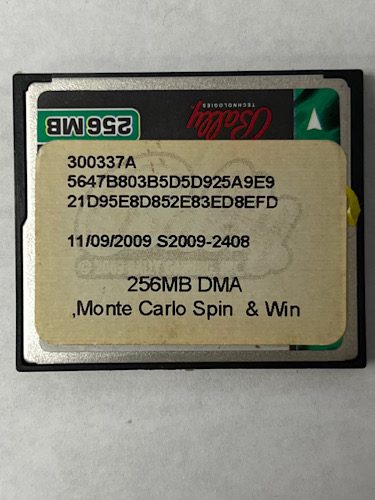 256MB
Bally
TECHNOLOGIES.
300337A
5647B803B5D5D925A9E9
21D95E8D852E83ED8EFD
11/09/2009 S2009-2408
256MB DMA
,Monte Carlo Spin & Win